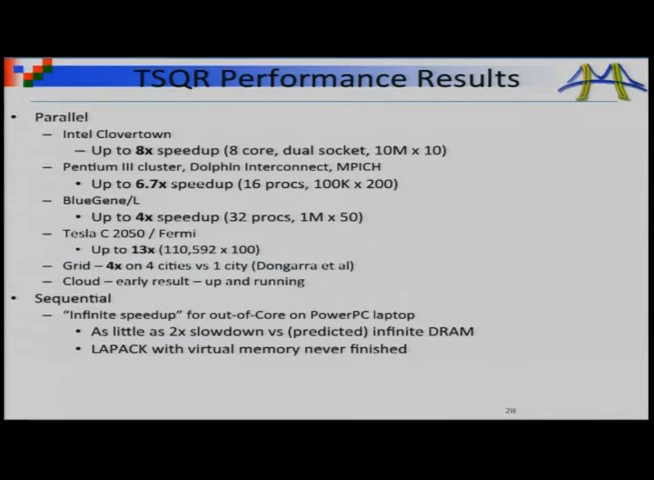 TSQR Performance Results
• Parallel
– Intel Clovertown
– Up to 8x speedup (8 core, dual socket, 10M x 10)
– Pentium III cluster, Dolphin Interconnect, MPICH
• Up to 6.7x speedup (16 procs, 100K x 200)
– BlueGene/L
• Up to 4x speedup (32 procs, 1M x 50)
– Tesla C 2050 / Fermi
• Up to 13x (110,592 x 100)
– Grid – 4x on 4 cities vs 1 city (Dongarra et al)
– Cloud – early result – up and running
• Sequential
– "Infinite speedup" for out-of-Core on PowerPC laptop
• As little as 2x slowdown vs (predicted) infinite DRAM
• LAPACK with virtual memory never finished
28